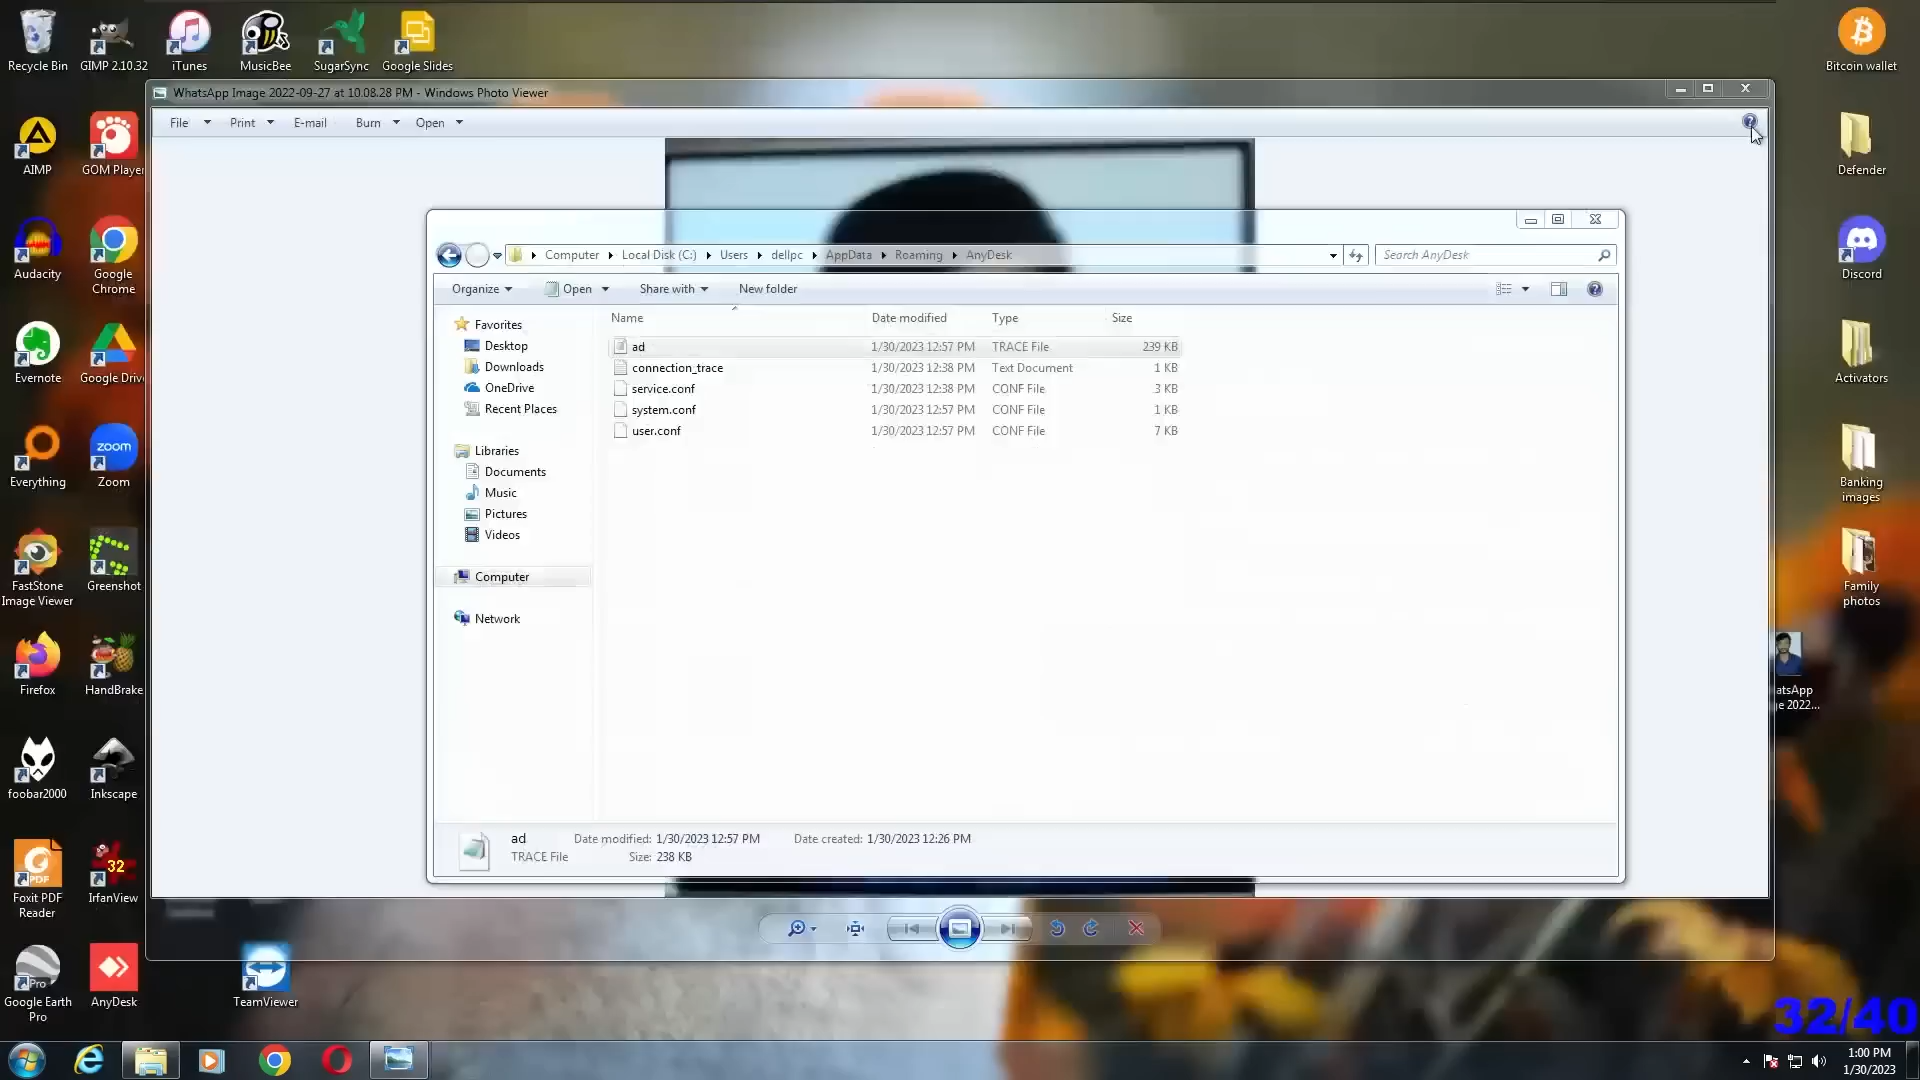 Recycle Bin
GIMP 2.10.32
iTunes
MusicBee
SugarSync
Google Slides
Bitcoin wallet
WhatsApp Image 2022-09-27 at 10.08.28 PM - Windows Photo Viewer
File
Print
E-mail
Burn
Open
AIMP
GOM Player
Defender
Computer
Local Disk (C:)
Users
dellpc
AppData
Roaming
AnyDesk
Search AnyDesk
Audacity
Google
Chrome
Discord
Organize
Open
Share with
New folder
Name
Date modified
Type
Size
Favorites
Desktop
Downloads
OneDrive
Recent Places
Libraries
Documents
Music
Pictures
Videos
Computer
Network
ad 1/30/2023 12:57 PM TRACE File 239 KB
connection_trace 1/30/2023 12:38 PM Text Document 1 KB
service.conf 1/30/2023 12:38 PM CONF File 3 KB
system.conf 1/30/2023 12:57 PM CONF File 1 KB
user.conf 1/30/2023 12:57 PM CONF File 7 KB
Evernote
Google Driv
Activators
Everything
zoom
Zoom
Banking
images
FastStone
Image Viewer
Greenshot
Family
photos
Firefox
HandBrake
atsApp
e 2022...
foobar2000
Inkscape
ad Date modified: 1/30/2023 12:57 PM Date created: 1/30/2023 12:26 PM
TRACE File Size: 238 KB
PDF
32
Foxit PDF
Reader
IrfanView
Pro
Google Earth
Pro
AnyDesk
TeamViewer
32/40
1:00 PM
1/30/2023